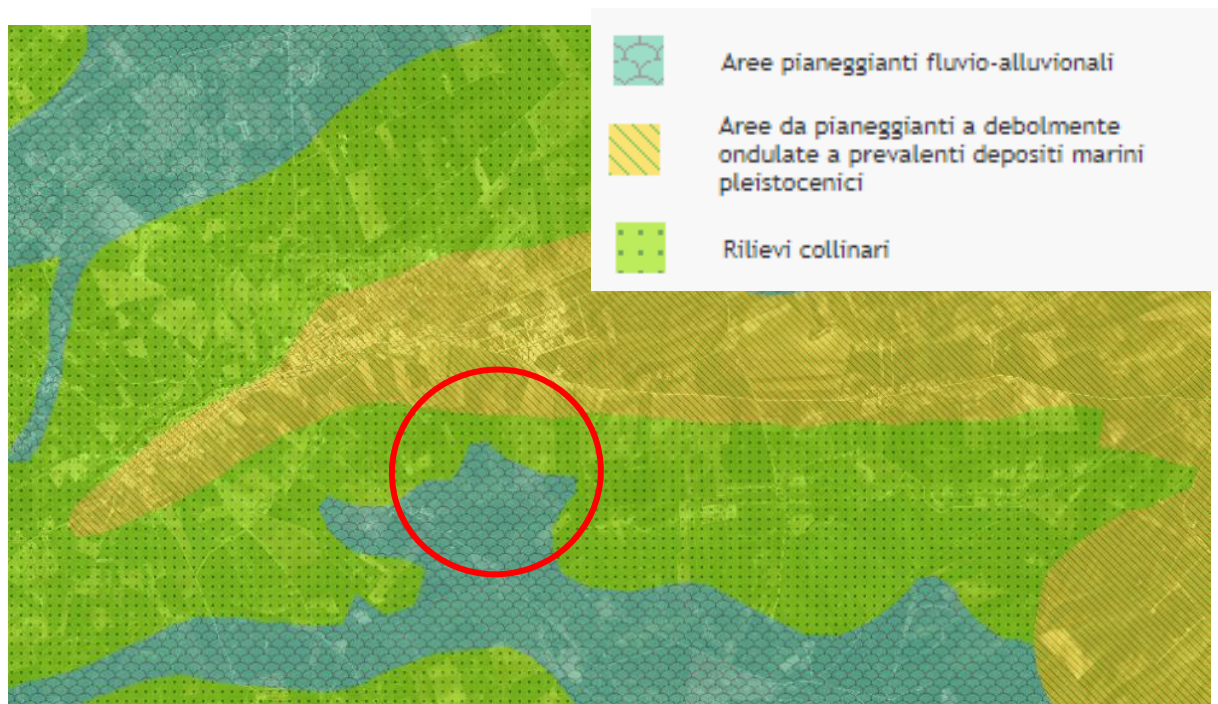 Aree pianeggianti fluvio-alluvionali
Aree da pianeggianti a debolmente
ondulate a prevalenti depositi marini
pleistocenici
Rilievi collinari